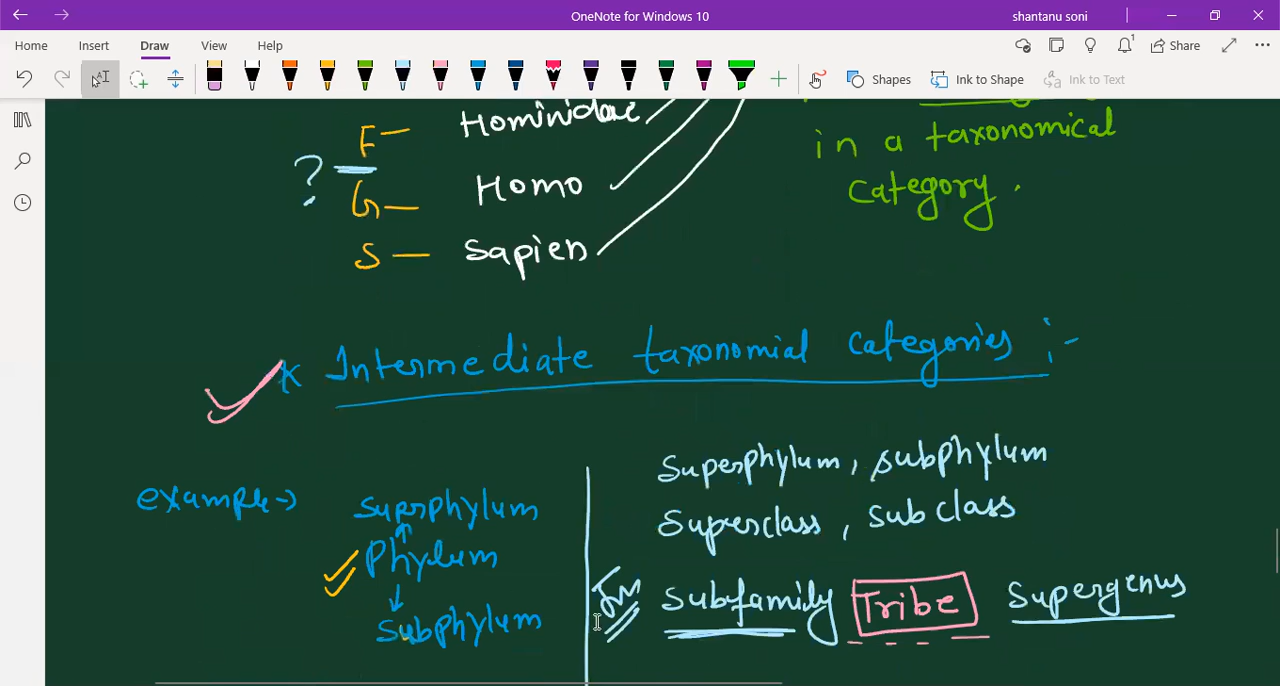 OneNote for Windows 10
shantanu soni
Home Insert Draw View Help
Share
Shapes Ink to Shape Ink to Text
F — Hominidae
?
G — Homo
S — Sapien
in a taxonomical
Category.
* Intermediate taxonomial categories :-
example →
Superphylum
↑
Phylum
↓
Subphylum
Superphylum, subphylum
Superclass, subclass
Im Subfamily Tribe Supergenus